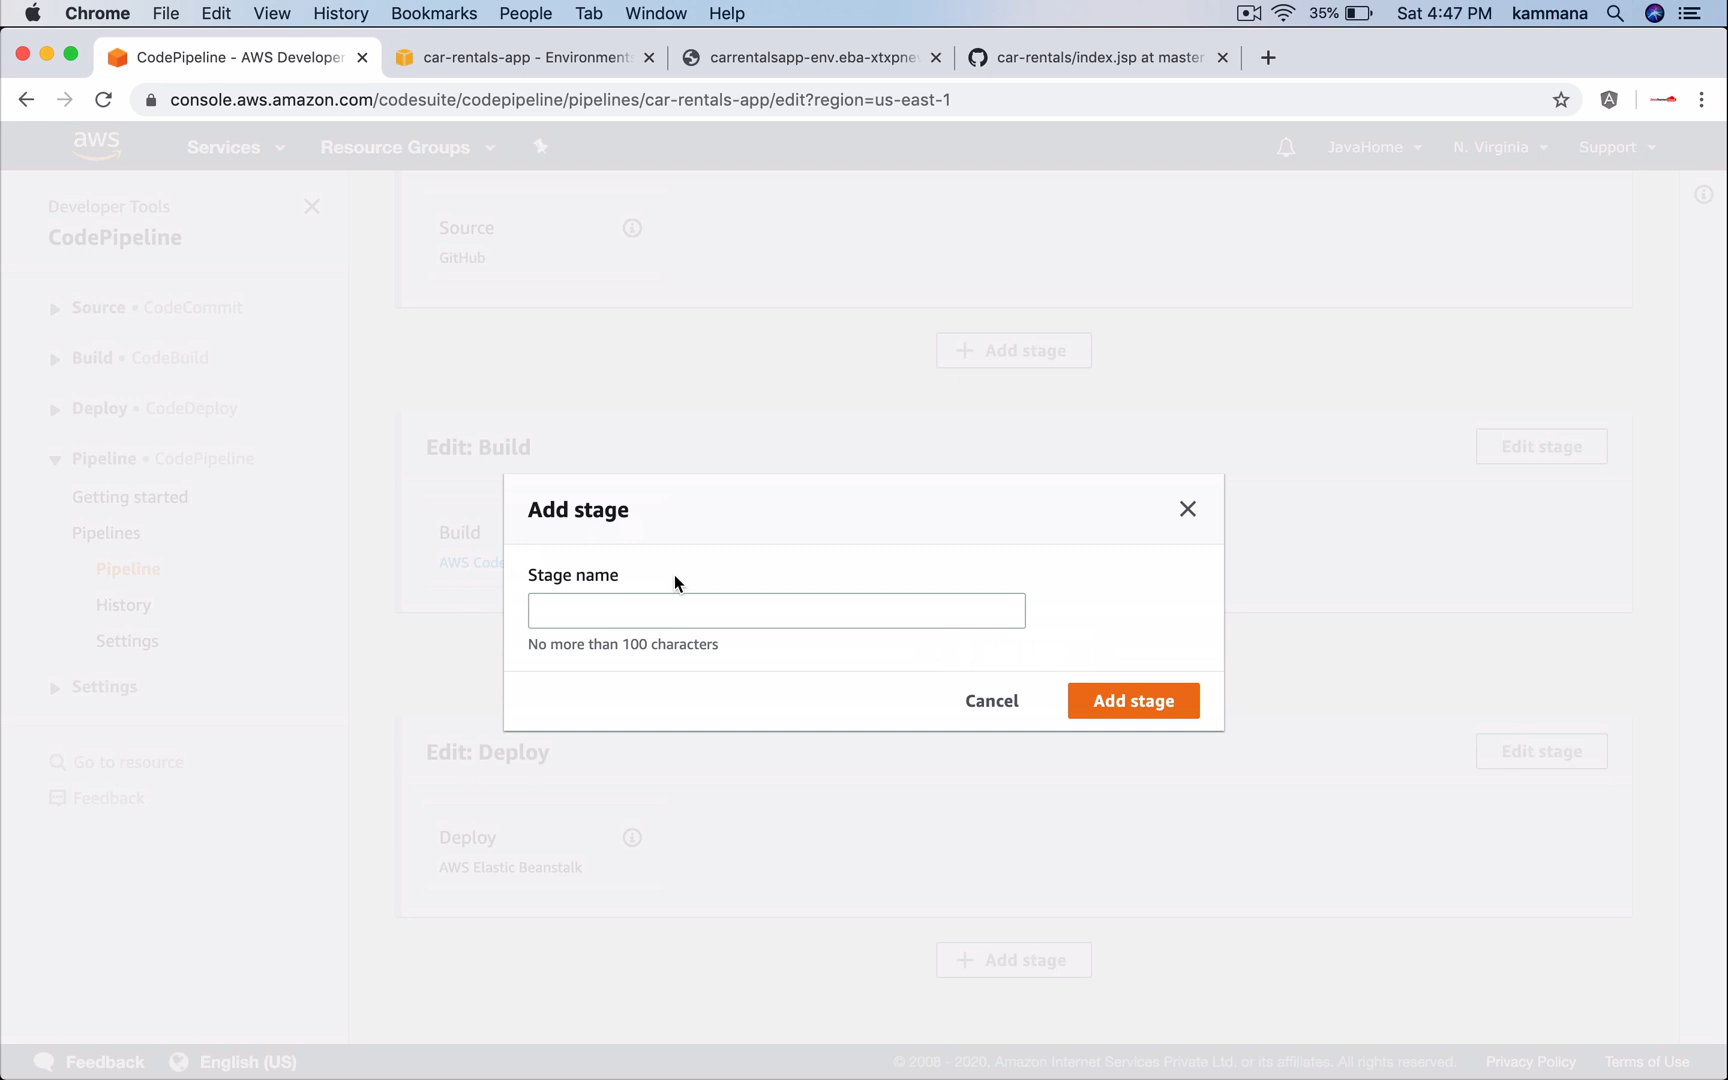 Chrome File Edit View History Bookmarks People Tab Window Help 35% Sat 4:47 PM kammana
CodePipeline - AWS Developer car-rentals-app - Environment carrentalsapp-env.eba-xtxpne car-rentals/index.jsp at master
console.aws.amazon.com/codesuite/codepipeline/pipelines/car-rentals-app/edit?region=us-east-1
aws Services Resource Groups JavaHome N. Virginia Support
Developer Tools
CodePipeline
Source • CodeCommit
Build • CodeBuild
Deploy • CodeDeploy
Pipeline • CodePipeline
Getting started
Pipelines
Pipeline
History
Settings
Settings
Go to resource
Feedback
Source
GitHub
Add stage
Edit: Build Edit stage
Build
AWS Code
Add stage
Stage name
No more than 100 characters
Cancel Add stage
Edit: Deploy Edit stage
Deploy
AWS Elastic Beanstalk
Add stage
Feedback English (US) © 2008 - 2020, Amazon Internet Services Private Ltd. or its affiliates. All rights reserved. Privacy Policy Terms of Use